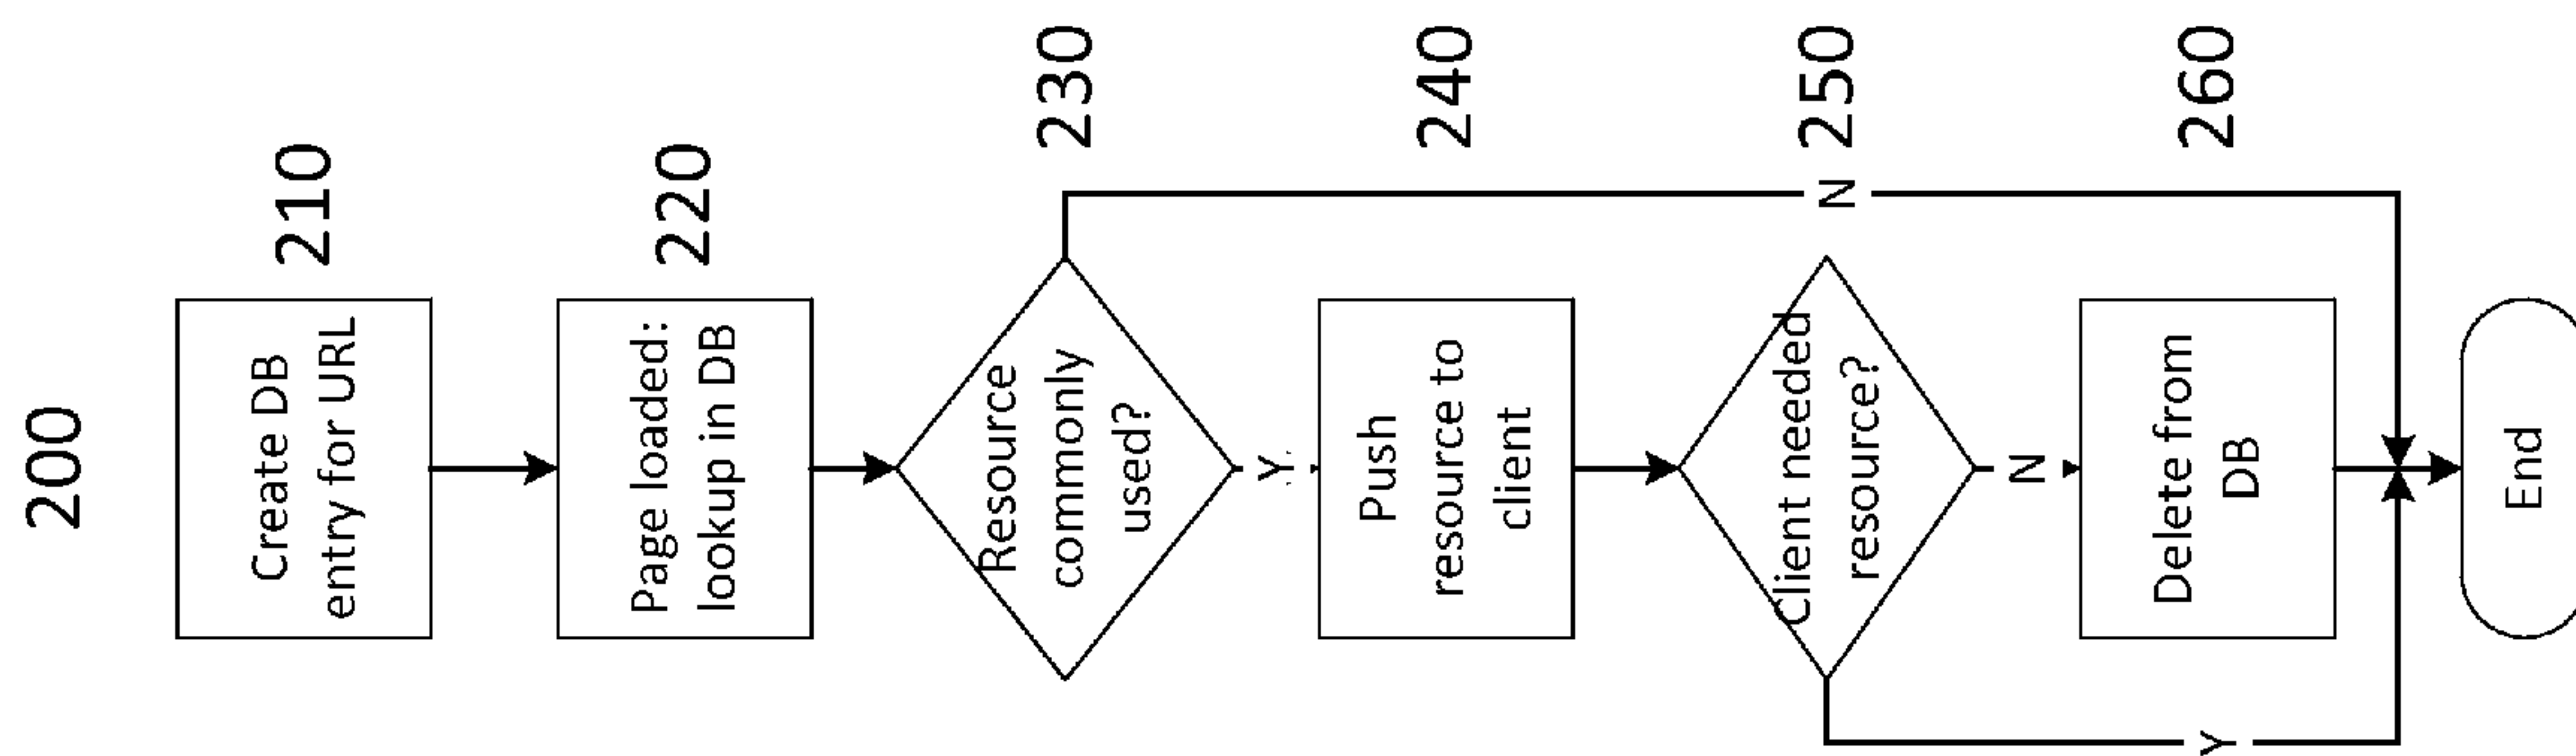 200
Create DB
entry for URL
210
Page loaded:
lookup in DB
220
Resource
commonly
used?
230
Y
N
Push
resource to
client
240
Client needed
resource?
250
N
Y
Delete from
DB
260
End